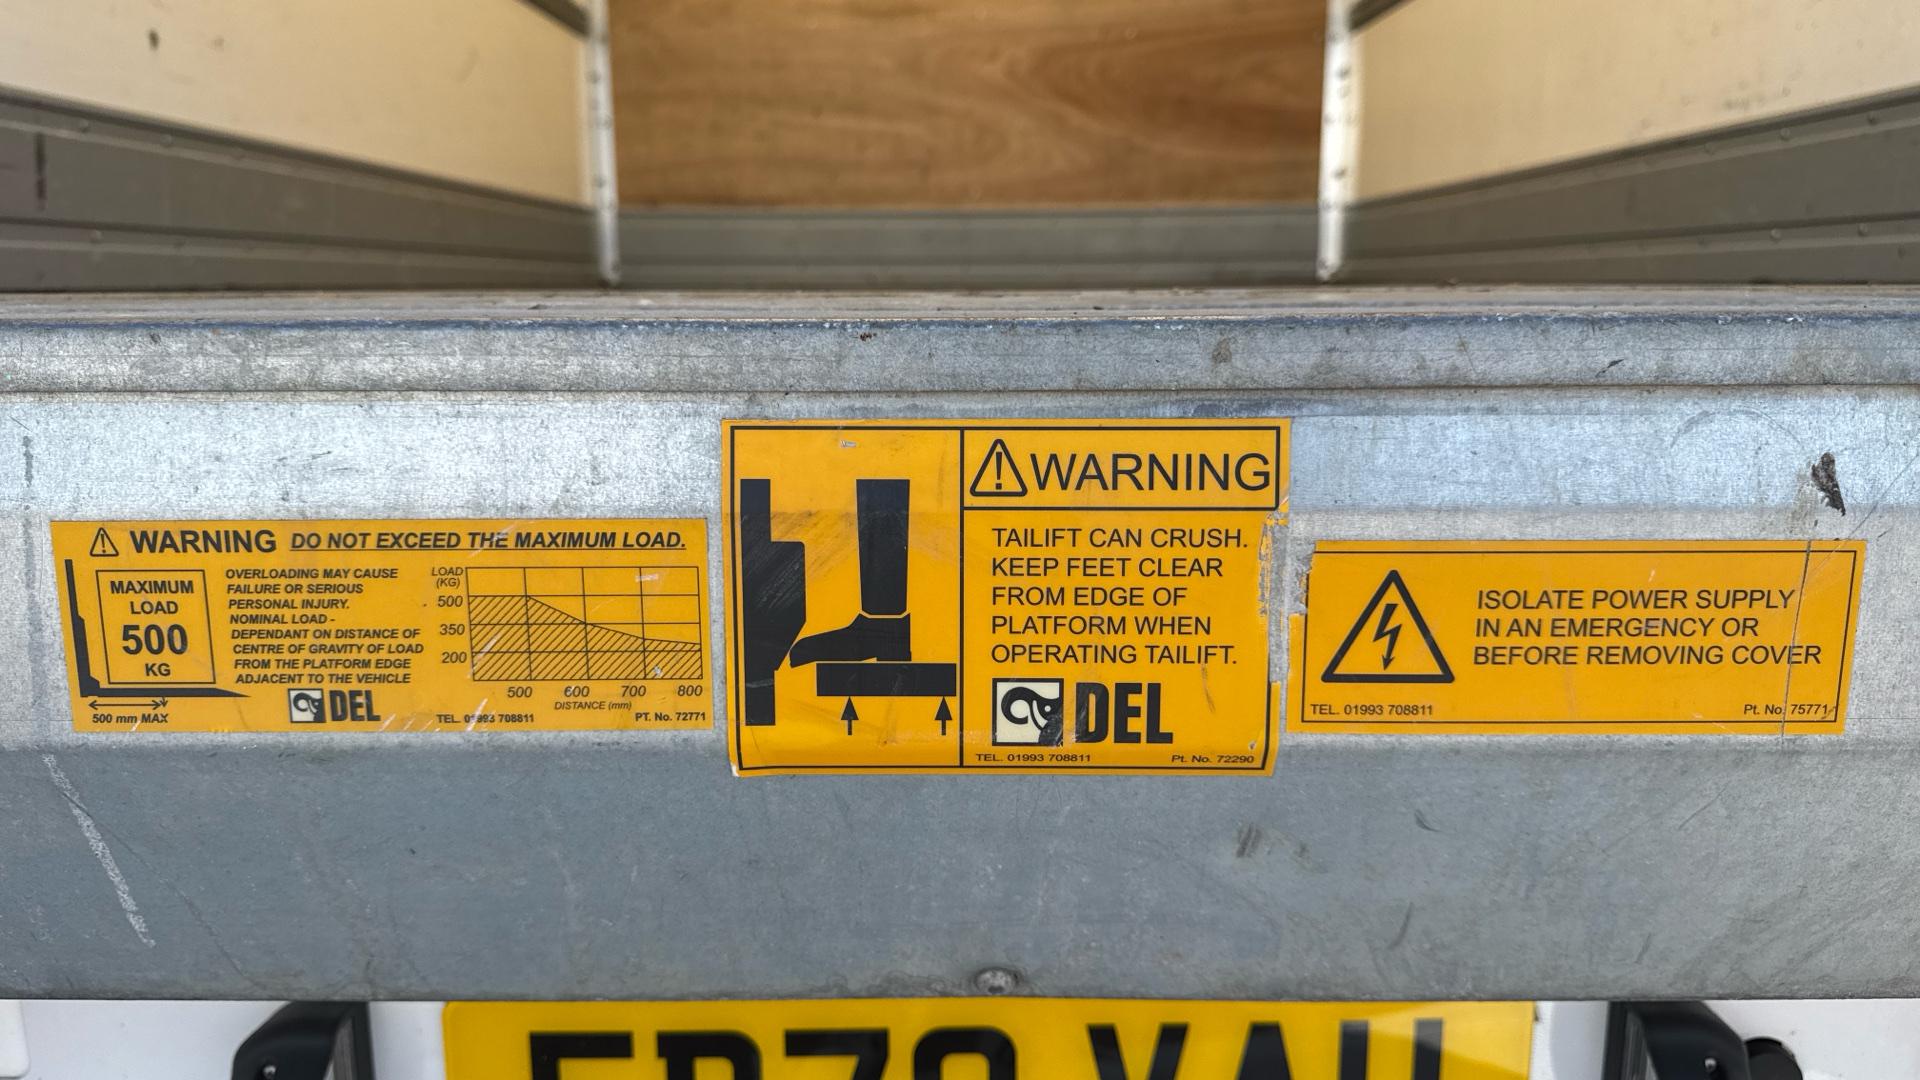 WARNING DO NOT EXCEED THE MAXIMUM LOAD.
MAXIMUM
LOAD
500
KG
500 mm MAX
OVERLOADING MAY CAUSE
FAILURE OR SERIOUS
PERSONAL INJURY.
NOMINAL LOAD -
DEPENDANT ON DISTANCE OF
CENTRE OF GRAVITY OF LOAD
FROM THE PLATFORM EDGE
ADJACENT TO THE VEHICLE
DEL
LOAD
(KG)
500
350
200
500 600 700 800
DISTANCE (mm)
TEL. 01993 708811
PT. No. 72771
WARNING
TAILIFT CAN CRUSH.
KEEP FEET CLEAR
FROM EDGE OF
PLATFORM WHEN
OPERATING TAILIFT.
DEL
TEL. 01993 708811 Pt. No. 72290
ISOLATE POWER SUPPLY
IN AN EMERGENCY OR
BEFORE REMOVING COVER
TEL. 01993 708811 Pt. No. 75771